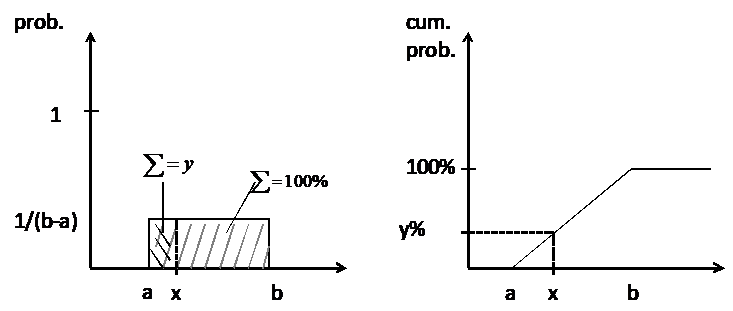 prob.
1
∑=y
∑=100%
1/(b-a)
a x b
cum.
prob.
100%
y%
a x b